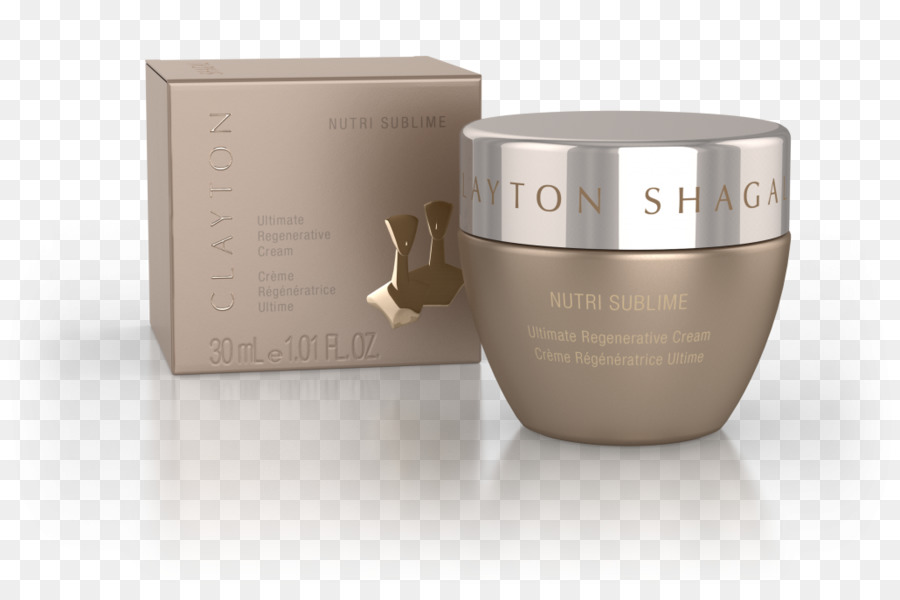 CLAYTON
NUTRI SUBLIME
Ultimate
Regenerative
Cream
Crème
Régénératrice
Ultime
30 mL e 1.01 FL. OZ.
LAYTON SHAGA
NUTRI SUBLIME
Ultimate Regenerative Cream
Crème Régénératrice Ultime